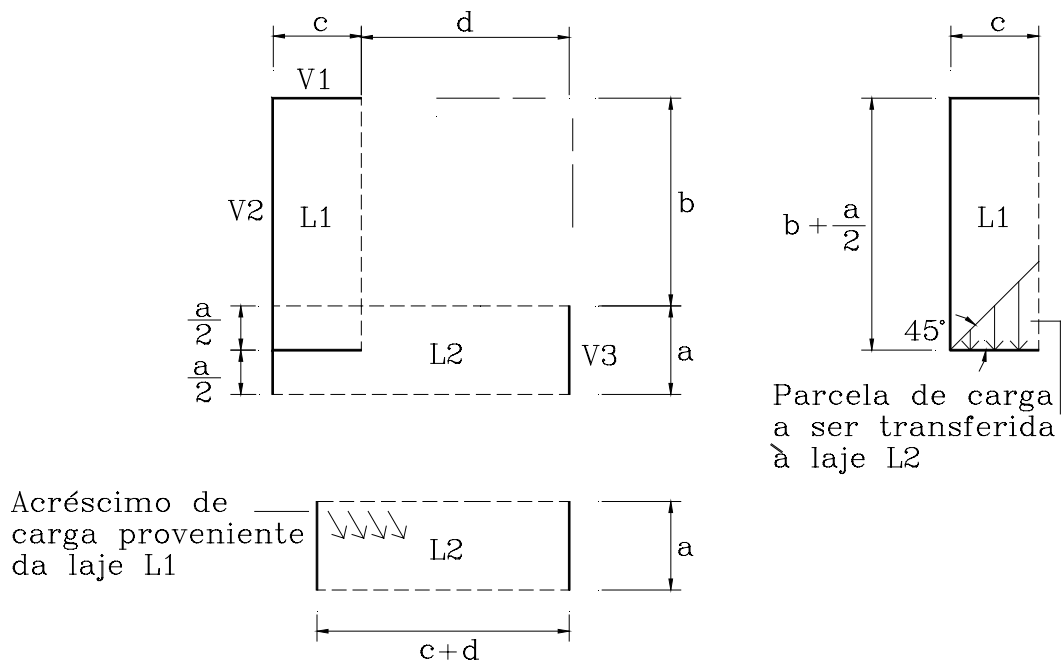 c
d
c
V1
V2
L1
b
b + a/2
L1
a/2
a/2
L2
V3
a
45°
Parcela de carga
a ser transferida
à laje L2
Acréscimo de
carga proveniente
da laje L1
L2
a
c+d